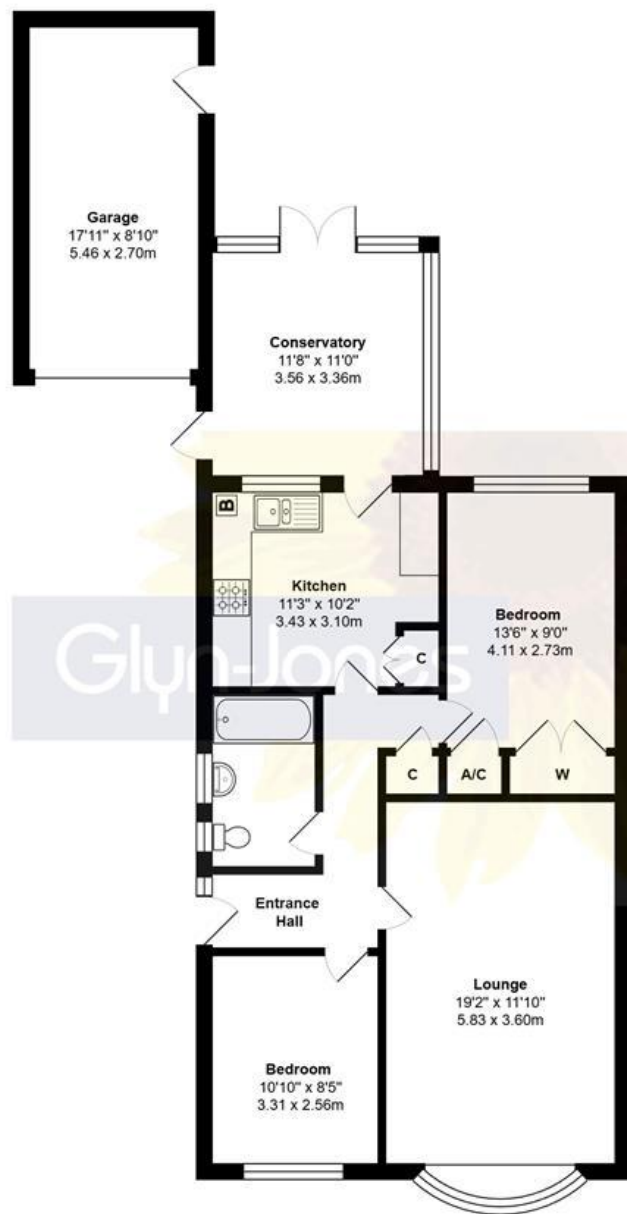 Garage
17'11" x 8'10"
5.46 x 2.70m
Conservatory
11'8" x 11'0"
3.56 x 3.36m
B
Kitchen
11'3" x 10'2"
3.43 x 3.10m
C
Bedroom
13'6" x 9'0"
4.11 x 2.73m
Glyn-Jones
C
A/C
W
Entrance
Hall
Lounge
19'2" x 11'10"
5.83 x 3.60m
Bedroom
10'10" x 8'5"
3.31 x 2.56m